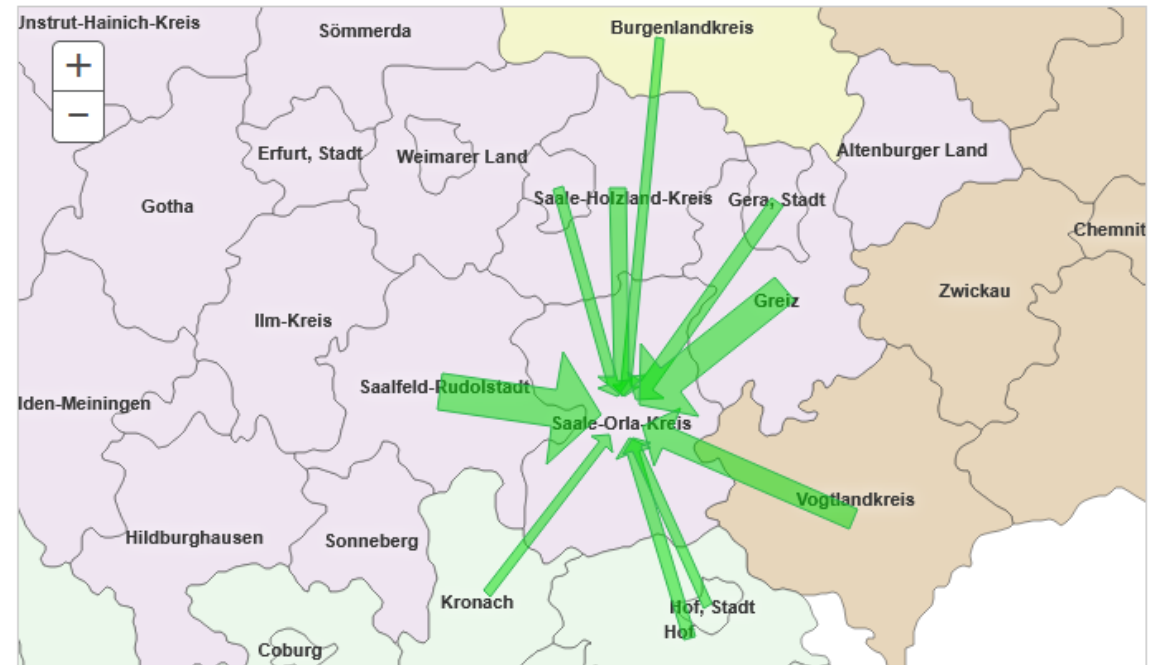 Unstrut-Hainich-Kreis
Sömmerda
Burgenlandkreis
+
−
Erfurt, Stadt
Weimarer Land
Altenburger Land
Gotha
Saale-Holzland-Kreis
Gera, Stadt
Chemnit
Ilm-Kreis
Greiz
Zwickau
Saalfeld-Rudolstadt
lden-Meiningen
Saale-Orla-Kreis
Vogtlandkreis
Hildburghausen
Sonneberg
Kronach
Hof, Stadt
Hof
Coburg